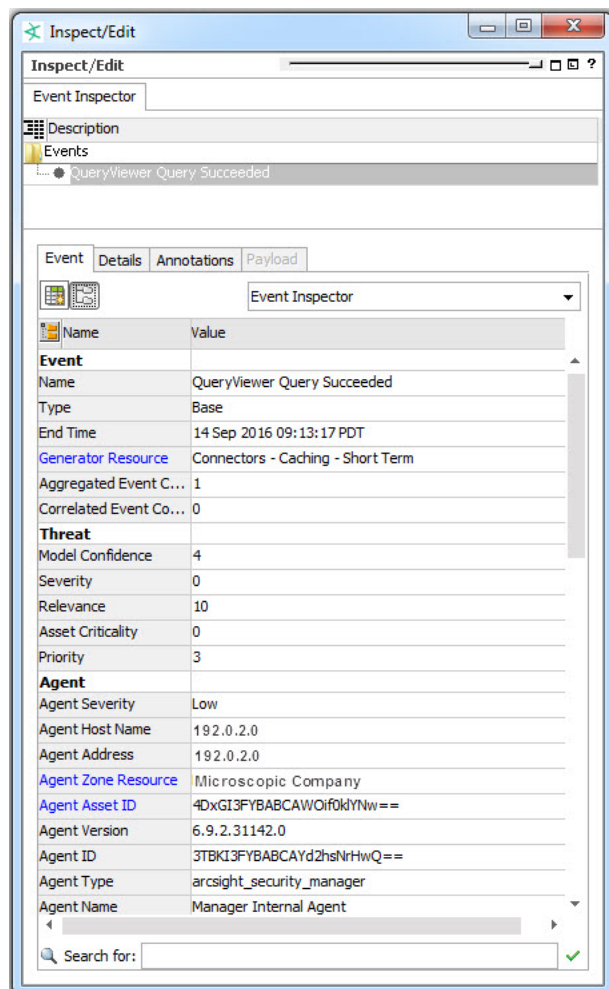 Inspect/Edit
Inspect/Edit ?
Event Inspector
Description
Events
QueryViewer Query Succeeded
Event Details Annotations Payload
Event Inspector
Name Value
Event
Name QueryViewer Query Succeeded
Type Base
End Time 14 Sep 2016 09:13:17 PDT
Generator Resource Connectors - Caching - Short Term
Aggregated Event C... 1
Correlated Event Co... 0
Threat
Model Confidence 4
Severity 0
Relevance 10
Asset Criticality 0
Priority 3
Agent
Agent Severity Low
Agent Host Name 192.0.2.0
Agent Address 192.0.2.0
Agent Zone Resource Microscopic Company
Agent Asset ID 4DxGI3FYBABCAWOif0klYNw==
Agent Version 6.9.2.31142.0
Agent ID 3TBKI3FYBABCAYd2hsNrHwQ==
Agent Type arcsight_security_manager
Agent Name Manager Internal Agent
Search for: